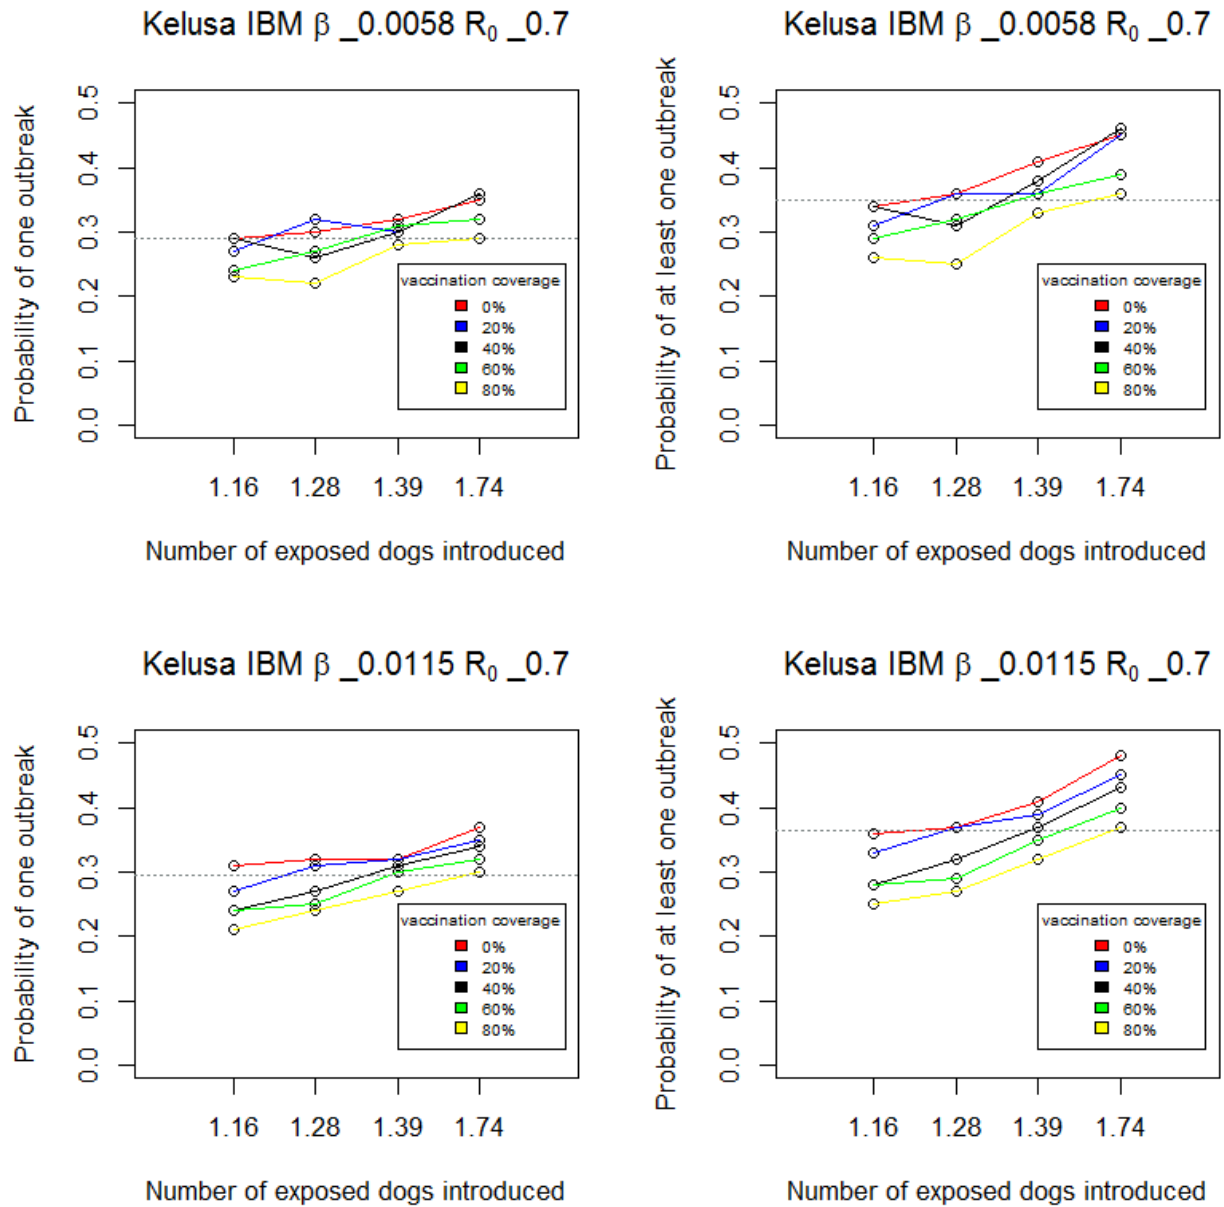 Kelusa IBM β _0.0058 R₀ _0.7
Probability of one outbreak
0.5
0.4
0.3
0.2
0.1
0.0
vaccination coverage
0%
20%
40%
60%
80%
1.16 1.28 1.39 1.74
Number of exposed dogs introduced
Kelusa IBM β _0.0058 R₀ _0.7
Probability of at least one outbreak
0.5
0.4
0.3
0.2
0.1
0.0
vaccination coverage
0%
20%
40%
60%
80%
1.16 1.28 1.39 1.74
Number of exposed dogs introduced
Kelusa IBM β _0.0115 R₀ _0.7
Probability of one outbreak
0.5
0.4
0.3
0.2
0.1
0.0
vaccination coverage
0%
20%
40%
60%
80%
1.16 1.28 1.39 1.74
Number of exposed dogs introduced
Kelusa IBM β _0.0115 R₀ _0.7
Probability of at least one outbreak
0.5
0.4
0.3
0.2
0.1
0.0
vaccination coverage
0%
20%
40%
60%
80%
1.16 1.28 1.39 1.74
Number of exposed dogs introduced